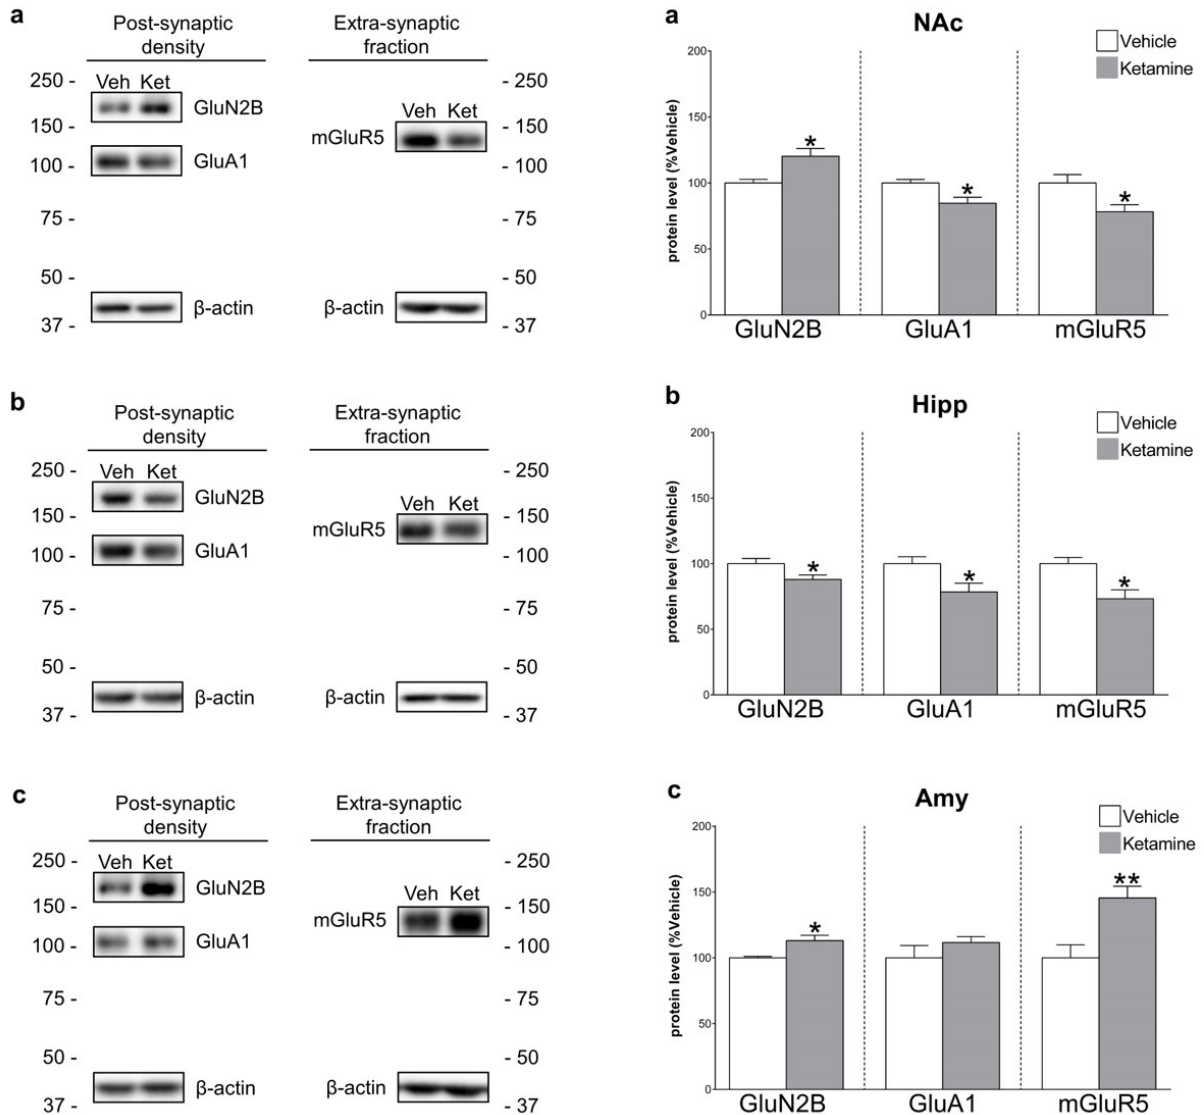 a
Post-synaptic density
Extra-synaptic fraction
Veh Ket
250 -
GluN2B
150 -
GluA1
100 -
75 -
50 -
β-actin
37 -
Veh Ket
- 250
mGluR5
- 150
- 100
- 75
- 50
β-actin
- 37
a
NAc
Vehicle
Ketamine
protein level (%Vehicle)
200
150
100
50
0
*
*
*
GluN2B
GluA1
mGluR5
b
Post-synaptic density
Extra-synaptic fraction
Veh Ket
250 -
GluN2B
150 -
GluA1
100 -
75 -
50 -
β-actin
37 -
Veh Ket
- 250
mGluR5
- 150
- 100
- 75
- 50
β-actin
- 37
b
Hipp
Vehicle
Ketamine
protein level (%Vehicle)
200
150
100
50
0
*
*
*
GluN2B
GluA1
mGluR5
c
Post-synaptic density
Extra-synaptic fraction
Veh Ket
250 -
GluN2B
150 -
GluA1
100 -
75 -
50 -
β-actin
37 -
Veh Ket
- 250
mGluR5
- 150
- 100
- 75
- 50
β-actin
- 37
c
Amy
Vehicle
Ketamine
protein level (%Vehicle)
200
150
100
50
0
*
**
GluN2B
GluA1
mGluR5